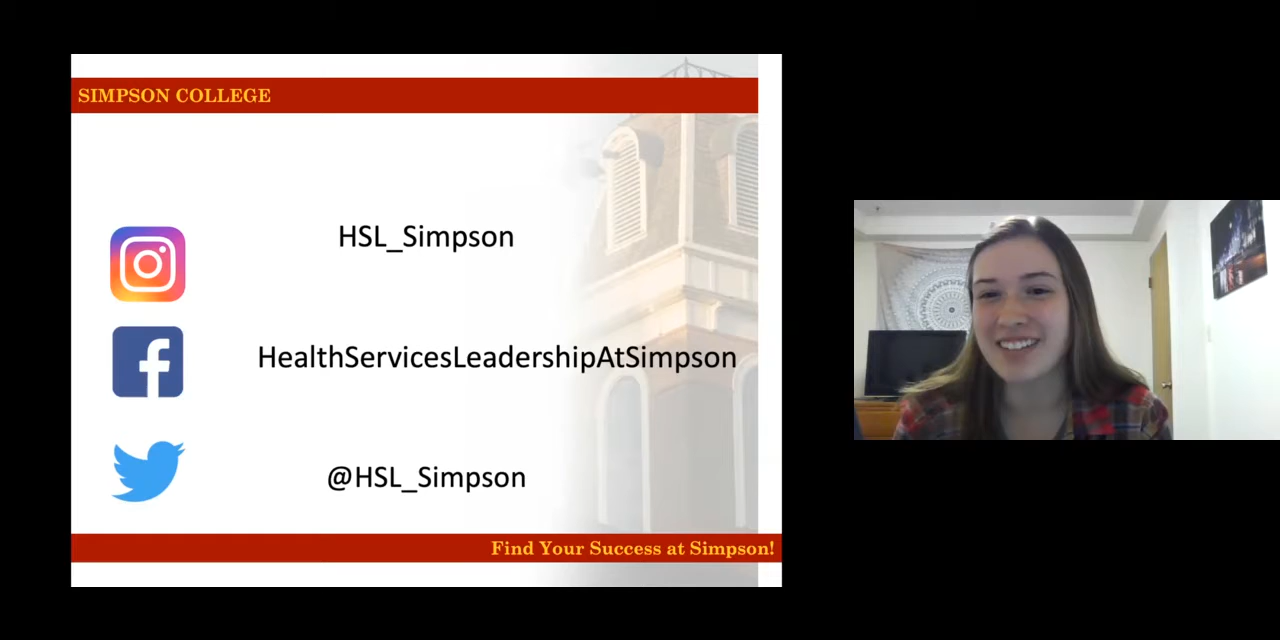 SIMPSON COLLEGE
HSL_Simpson
HealthServicesLeadershipAtSimpson
@HSL_Simpson
Find Your Success at Simpson!